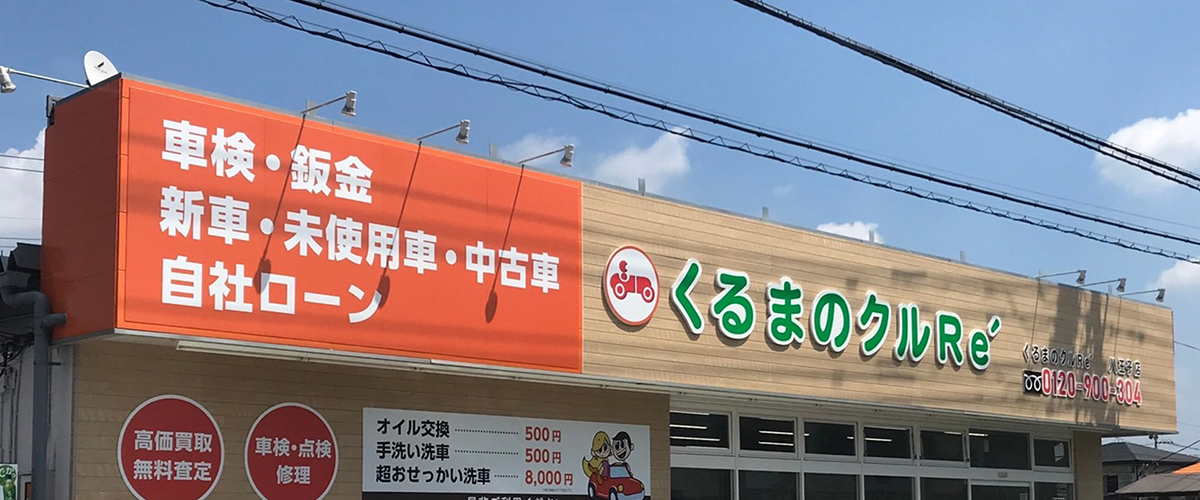 車検・鈑金
新車・未使用車・中古車
自社ローン
くるまのクルRe´
くるまのクルRe´ 八王子店
0120-900-304
高価買取
無料査定
車検・点検
修理
オイル交換 ………… 500円
手洗い洗車 ………… 500円
超おせっかい洗車 ……… 8,000円